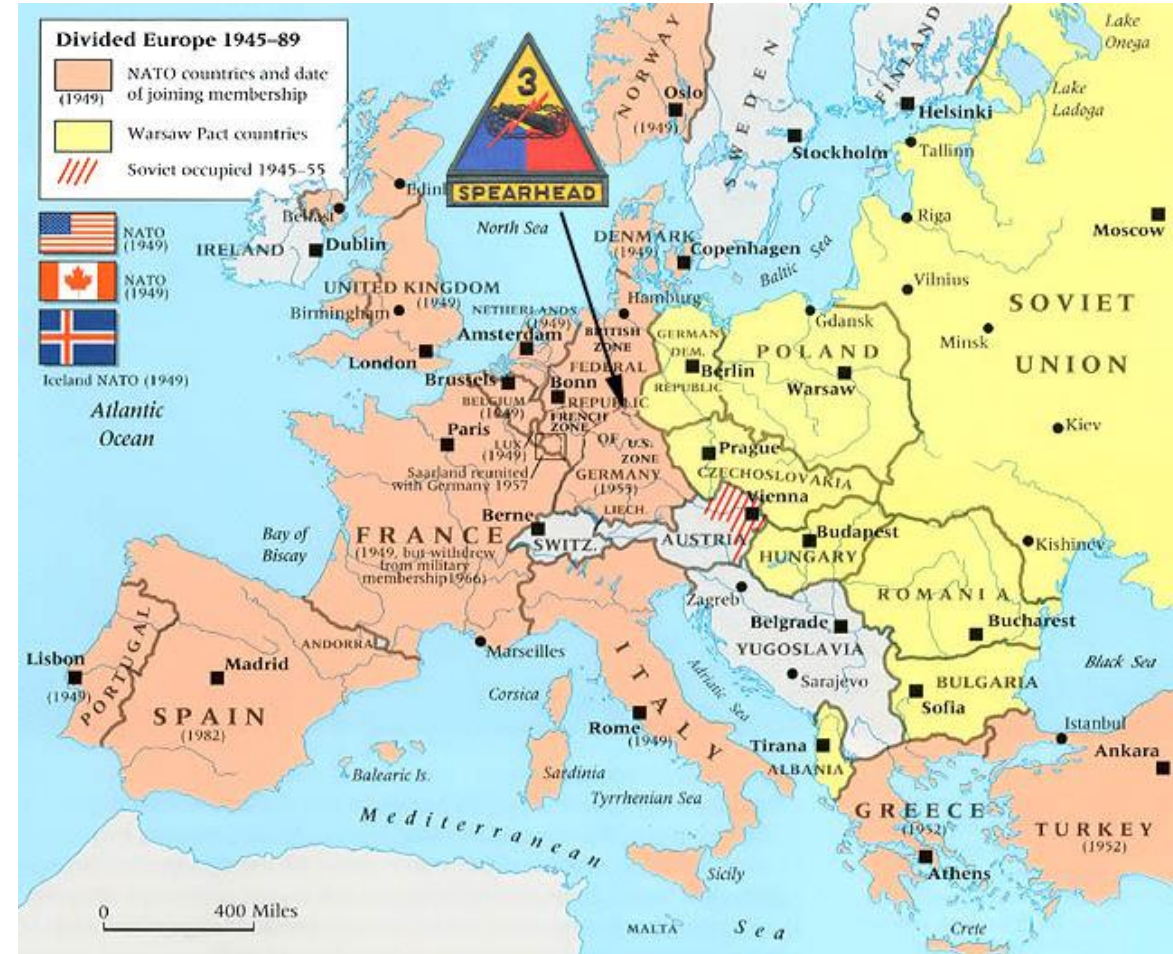 Divided Europe 1945–89
(1949)
NATO countries and date
of joining membership
Warsaw Pact countries
Soviet occupied 1945–55
NATO
(1949)
NATO
(1949)
Iceland NATO (1949)
3
SPEARHEAD
NORWAY
Oslo
(1949)
SWEDEN
Stockholm
FINLAND
Helsinki
Lake
Onega
Lake
Ladoga
Tallinn
Riga
Moscow
Vilnius
Minsk
SOVIET
UNION
Kiev
Kishinev
North Sea
Baltic Sea
DENMARK
(1949)
Copenhagen
Belfast
IRELAND
Dublin
UNITED KINGDOM
(1949)
Birmingham
London
NETHERLANDS
(1949)
Amsterdam
Brussels
BELGIUM
(1949)
LUX
(1949)
Hamburg
BRITISH
ZONE
FEDERAL
REPUBLIC
OF
GERMANY
(1955)
Bonn
FRENCH
ZONE
U.S.
ZONE
Saarland reunited
with Germany 1957
GERMAN
DEM.
REPUBLIC
Berlin
Gdansk
POLAND
Warsaw
Prague
CZECHOSLOVAKIA
Vienna
AUSTRIA
LIECH.
Berne
SWITZ.
Budapest
HUNGARY
ROMANIA
Bucharest
Atlantic
Ocean
Paris
Bay of
Biscay
FRANCE
(1949, but withdrew
from military
membership1966)
ANDORRA
Marseilles
Lisbon
(1949)
PORTUGAL
Madrid
SPAIN
(1982)
Balearic Is.
Corsica
Sardinia
ITALY
Rome
(1949)
Tyrrhenian Sea
Sicily
Adriatic Sea
Zagreb
Belgrade
YUGOSLAVIA
Sarajevo
BULGARIA
Sofia
Tirana
ALBANIA
Black Sea
Istanbul
Ankara
GREECE
(1952)
Athens
TURKEY
(1952)
Crete
MALTA
Mediterranean
Sea
0 400 Miles